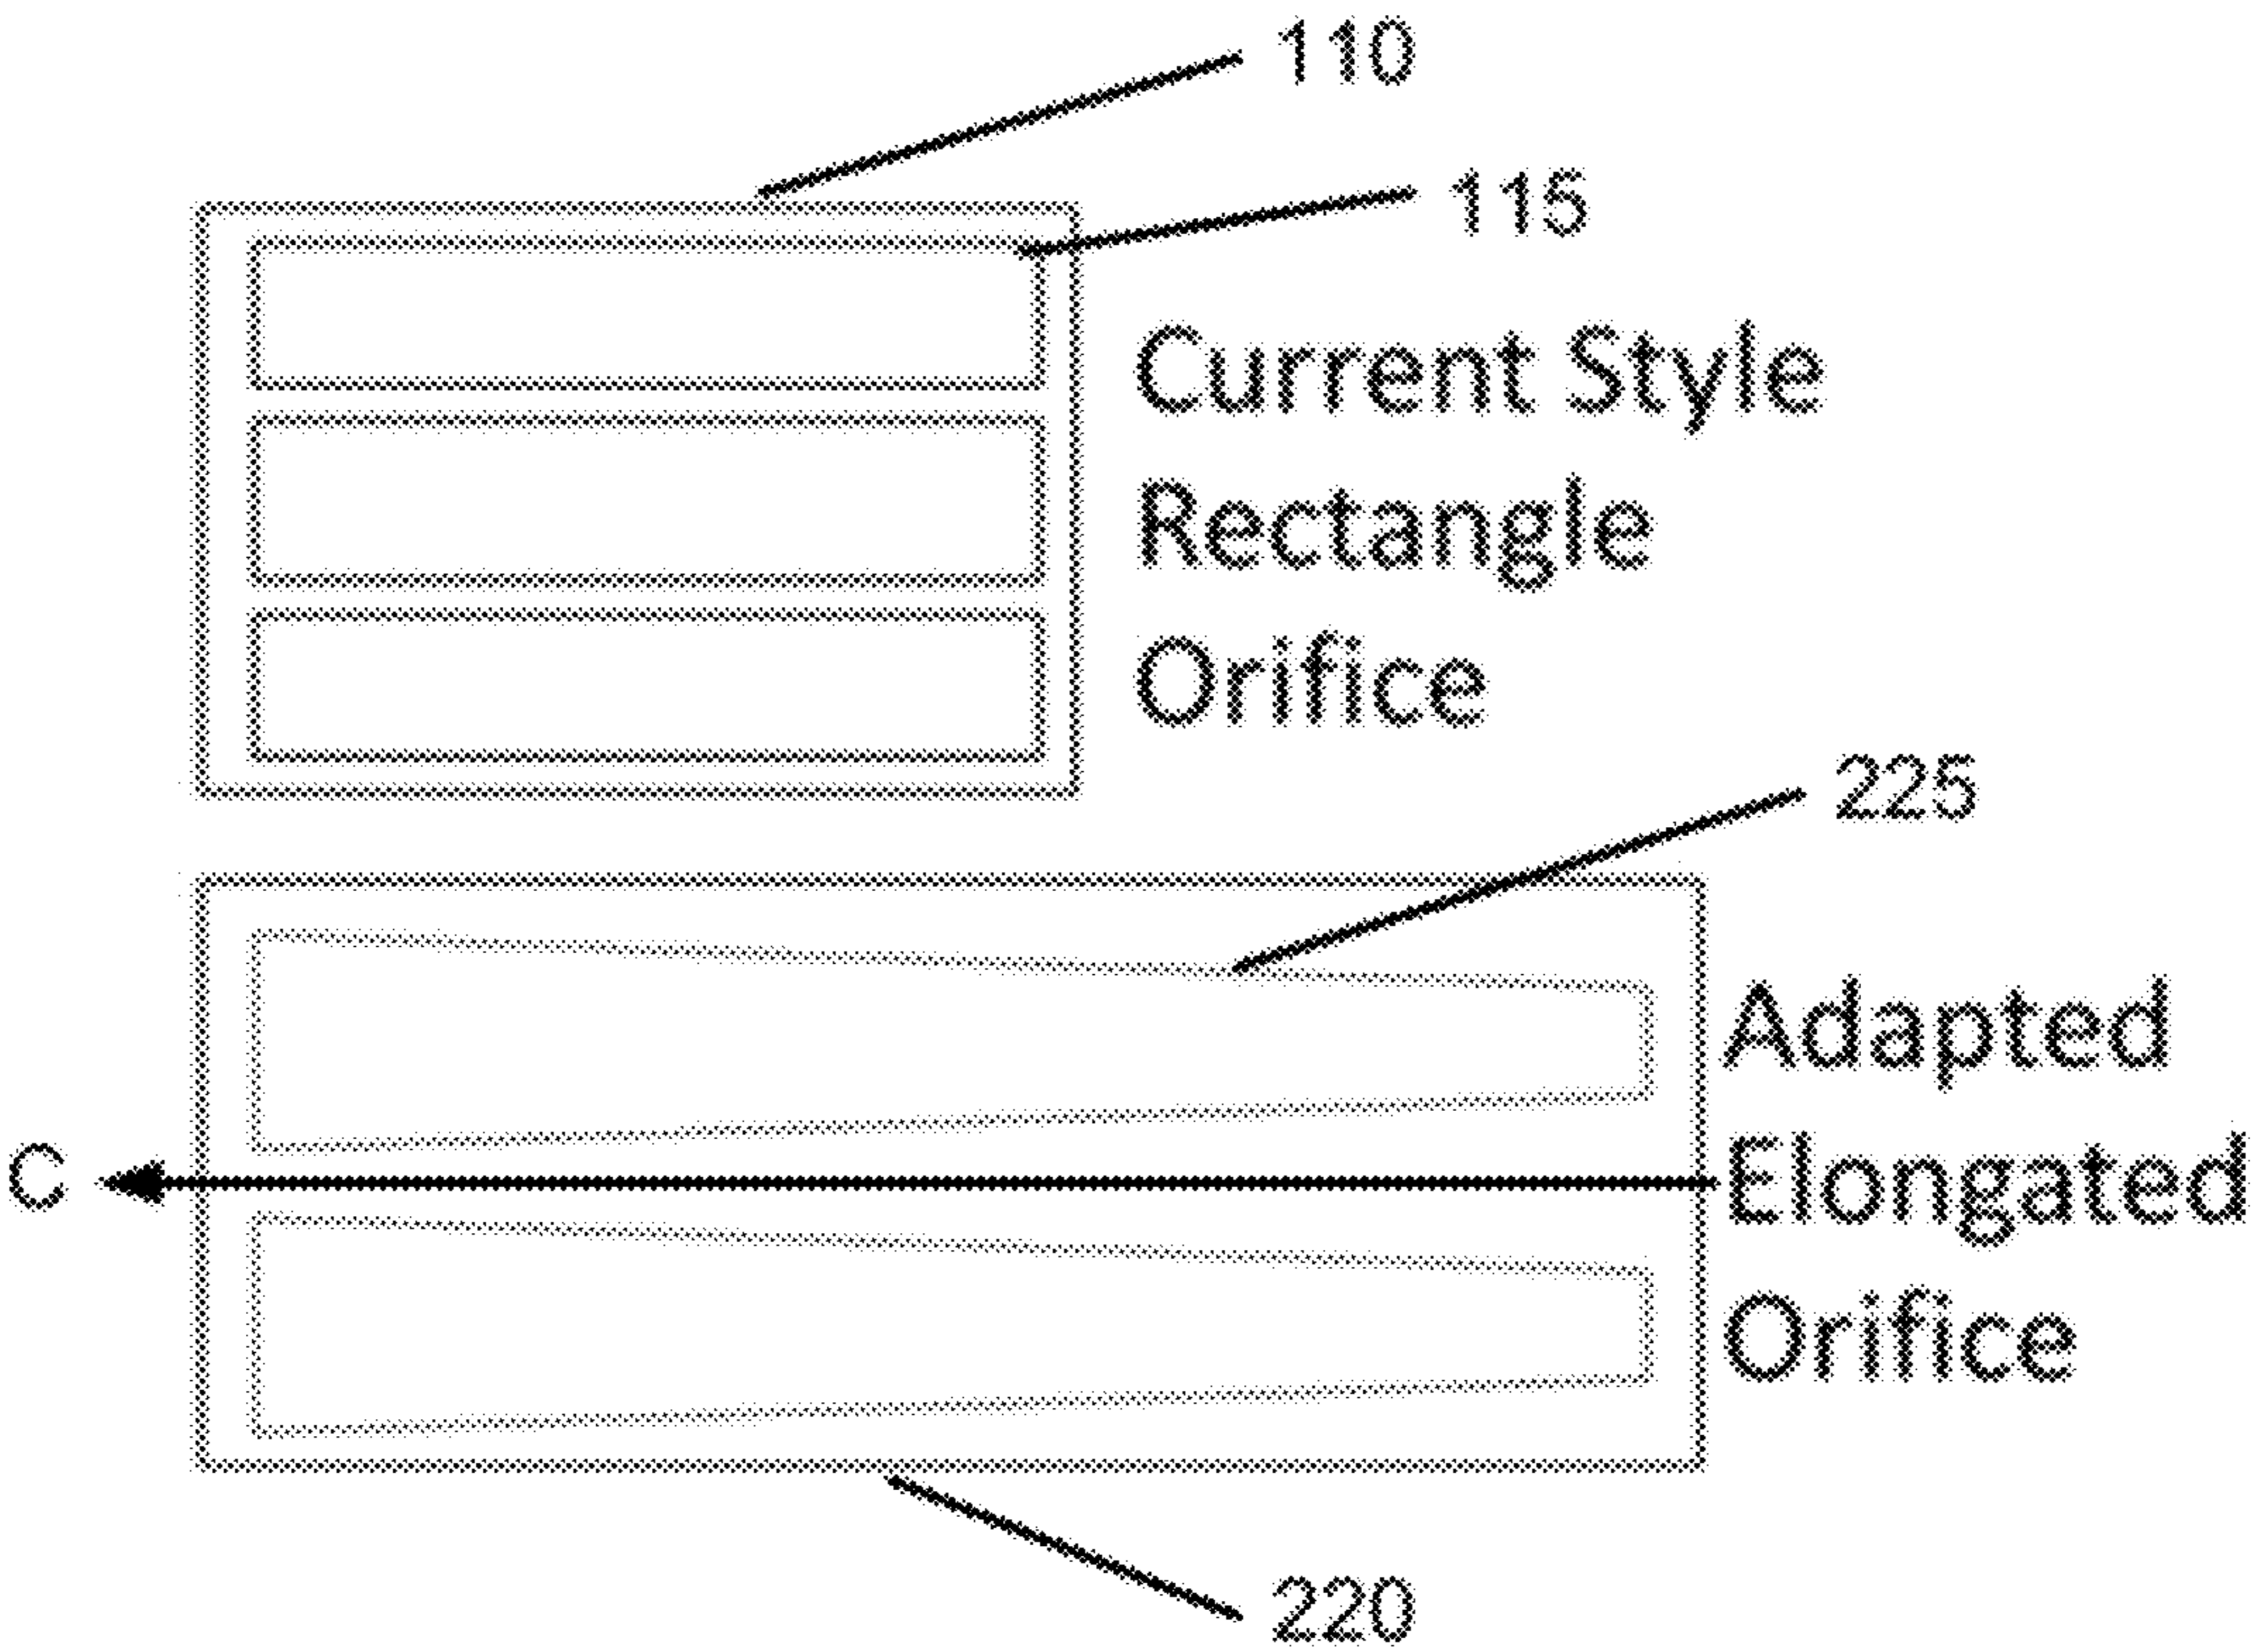 110
115
Current Style
Rectangle
Orifice
225
Adapted
Elongated
C
Orifice
220